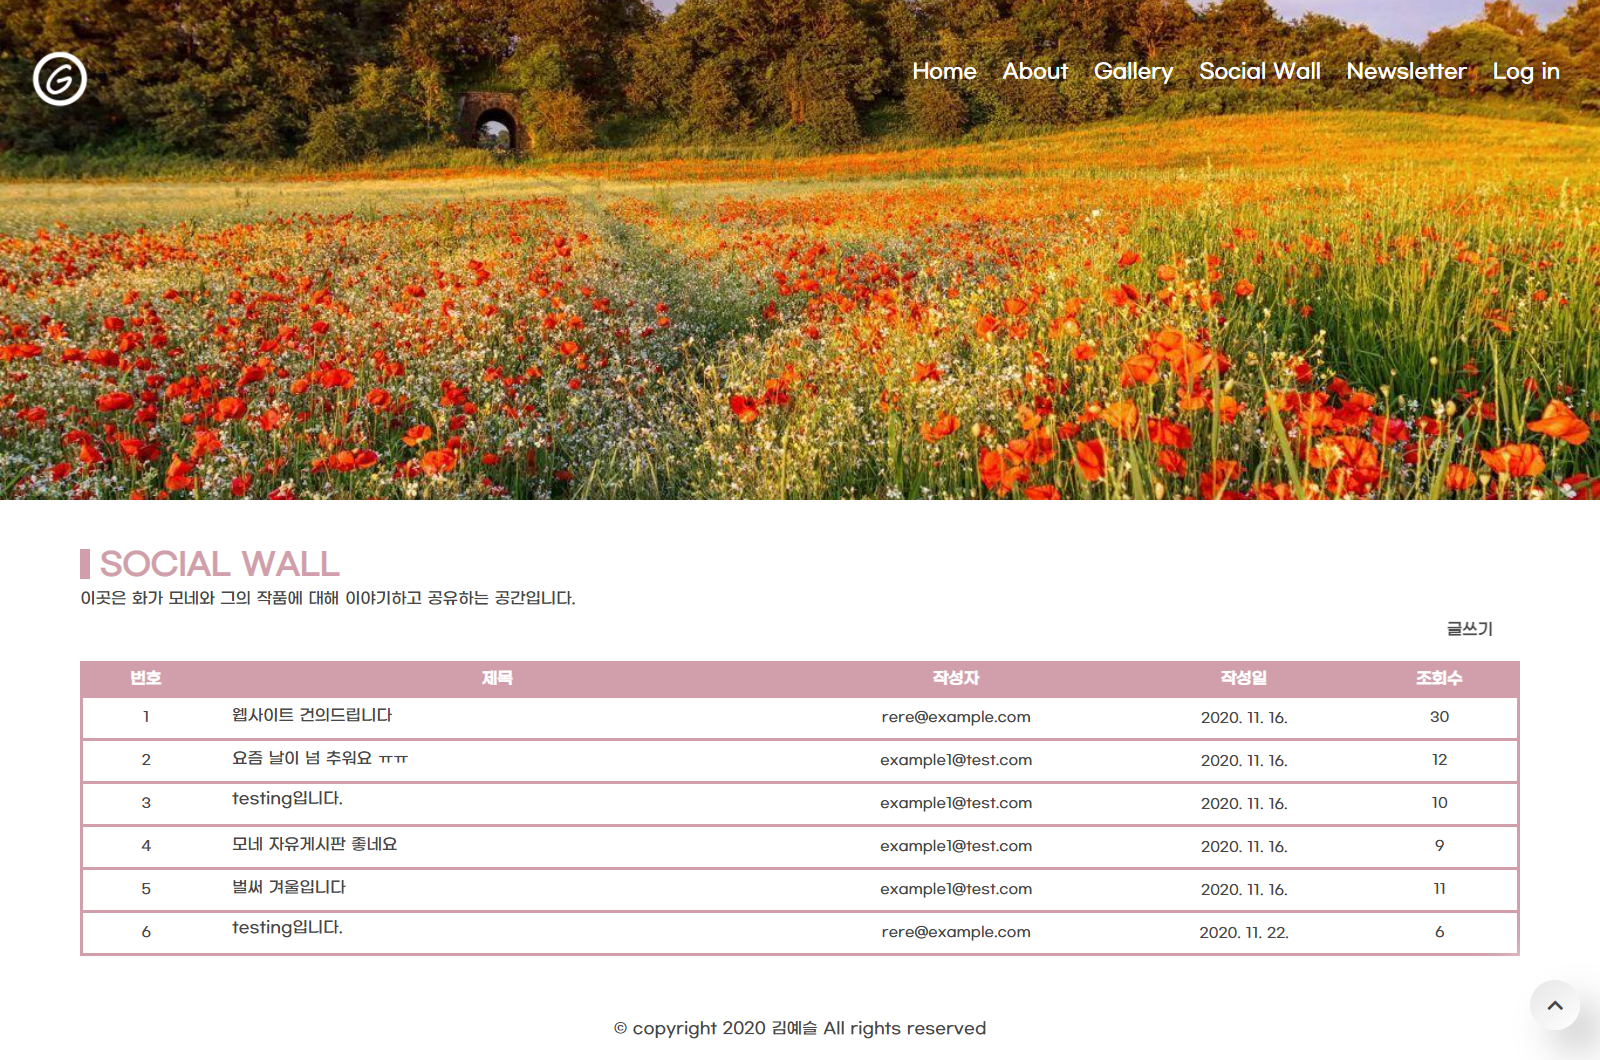 G
Home About Gallery Social Wall Newsletter Log in
SOCIAL WALL
이곳은 화가 모네와 그의 작품에 대해 이야기하고 공유하는 공간입니다.
글쓰기
번호 제목 작성자 작성일 조회수
1 웹사이트 건의드립니다 rere@example.com 2020. 11. 16. 30
2 요즘 날이 넘 추워요 ㅠㅠ example1@test.com 2020. 11. 16. 12
3 testing입니다. example1@test.com 2020. 11. 16. 10
4 모네 자유게시판 좋네요 example1@test.com 2020. 11. 16. 9
5 벌써 겨울입니다 example1@test.com 2020. 11. 16. 11
6 testing입니다. rere@example.com 2020. 11. 22. 6
© copyright 2020 김예슬 All rights reserved